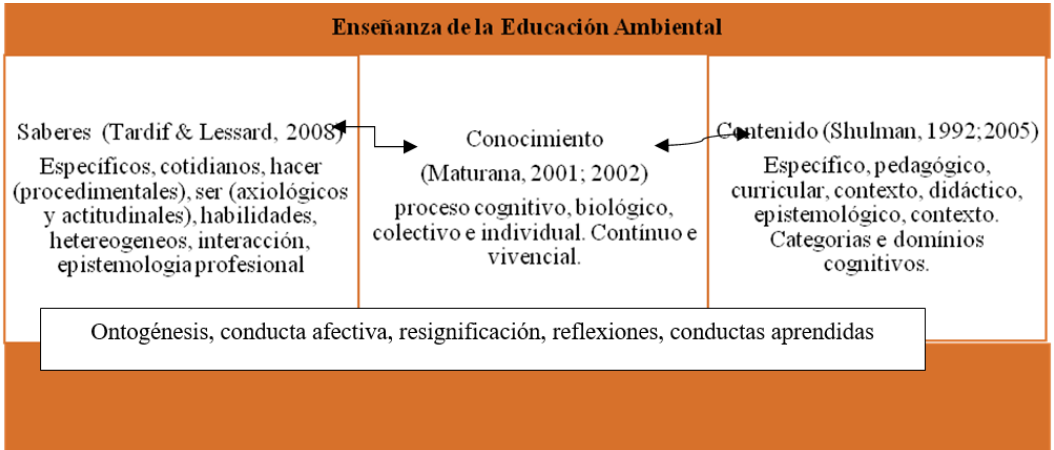 Enseñanza de la Educación Ambiental
Saberes (Tardif & Lessard, 2008)
Específicos, cotidianos, hacer
(procedimentales), ser (axiológicos
y actitudinales), habilidades,
hetereogeneos, interacción,
epistemologia profesional
Conocimiento
(Maturana, 2001; 2002)
proceso cognitivo, biológico,
colectivo e individual. Contínuo e
vivencial.
Contenido (Shulman, 1992;2005)
Específico, pedagógico,
curricular, contexto, didáctico,
epistemológico, contexto.
Categorias e domínios
cognitivos.
Ontogénesis, conducta afectiva, resignificación, reflexiones, conductas aprendidas